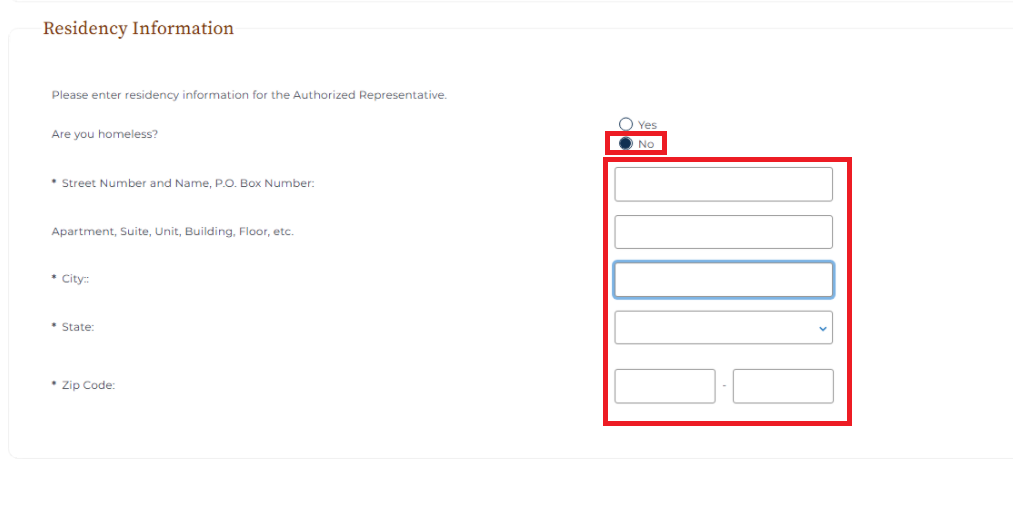 Residency Information
Please enter residency information for the Authorized Representative.
Are you homeless?
Yes
No
* Street Number and Name, P.O. Box Number:
Apartment, Suite, Unit, Building, Floor, etc.
* City::
* State:
* Zip Code:
-